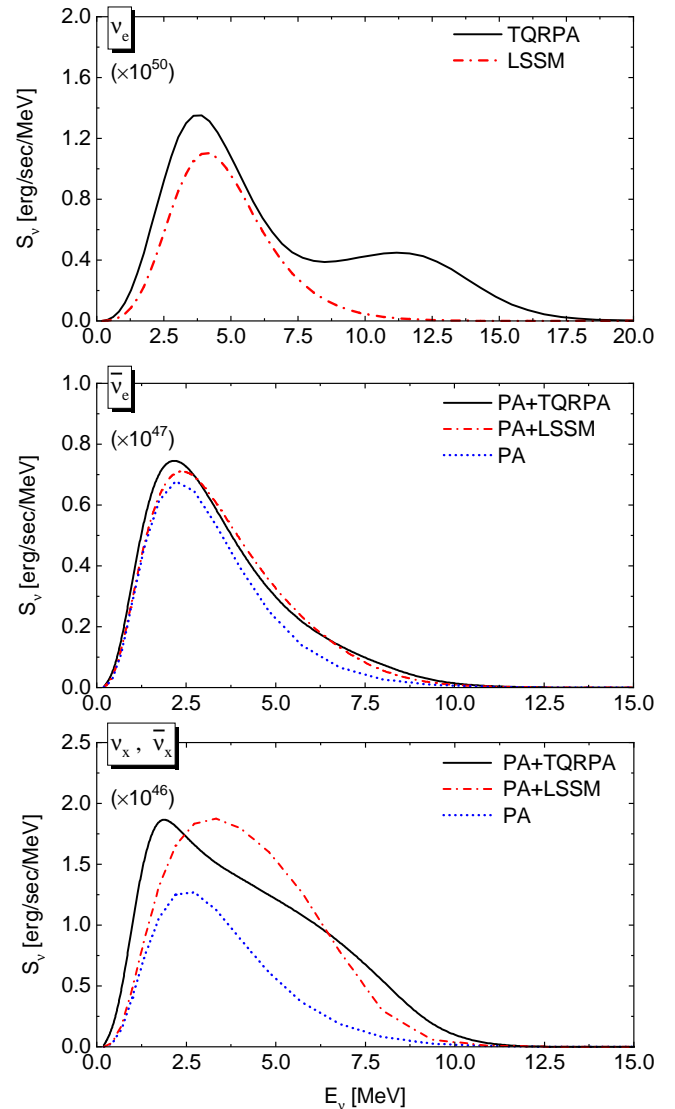 ν_e
(×10^50)
TQRPA
LSSM
S_ν [erg/sec/MeV]
2.0
1.6
1.2
0.8
0.4
0.0
0.0 2.5 5.0 7.5 10.0 12.5 15.0 17.5 20.0
ν̅_e
(×10^47)
PA+TQRPA
PA+LSSM
PA
S_ν [erg/sec/MeV]
1.0
0.8
0.6
0.4
0.2
0.0
0.0 2.5 5.0 7.5 10.0 12.5 15.0
ν_x , ν̅_x
(×10^46)
PA+TQRPA
PA+LSSM
PA
S_ν [erg/sec/MeV]
2.5
2.0
1.5
1.0
0.5
0.0
0.0 2.5 5.0 7.5 10.0 12.5 15.0
E_ν [MeV]